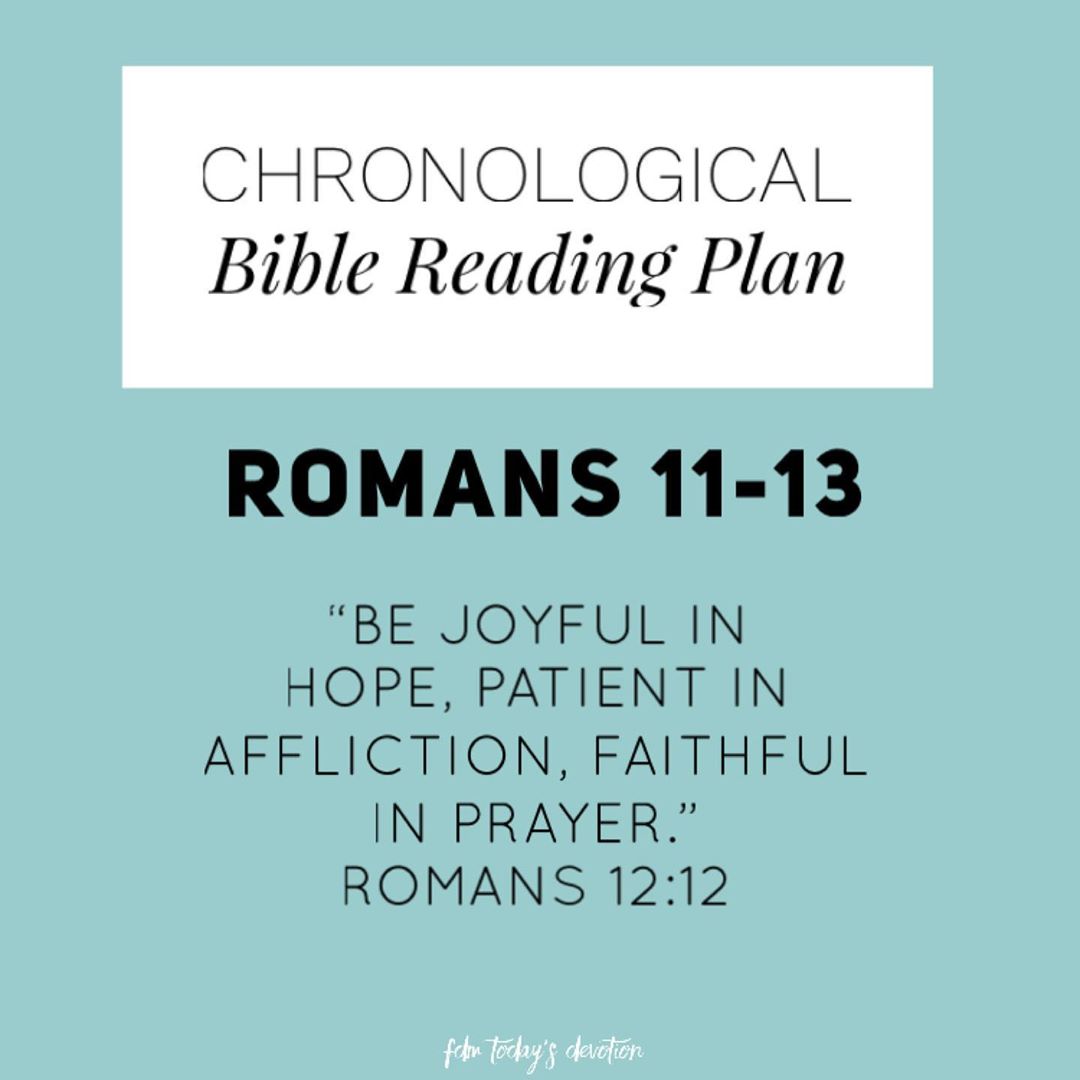 CHRONOLOGICAL
Bible Reading Plan
ROMANS 11-13
“BE JOYFUL IN
HOPE, PATIENT IN
AFFLICTION, FAITHFUL
IN PRAYER.”
ROMANS 12:12
fdm Today's devotion